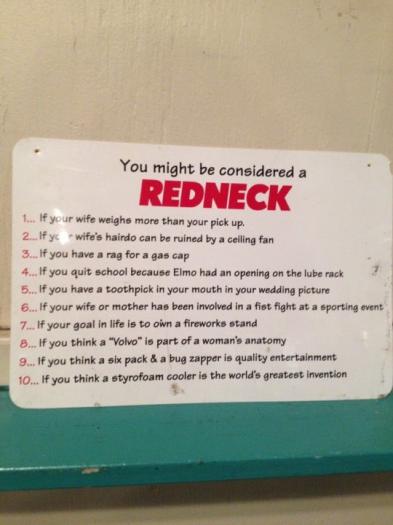 You might be considered a
REDNECK
1... If your wife weighs more than your pick up.
2... If your wife's hairdo can be ruined by a ceiling fan
3... If you have a rag for a gas cap
4... If you quit school because Elmo had an opening on the lube rack
5... If you have a toothpick in your mouth in your wedding picture
6... If your wife or mother has been involved in a fist fight at a sporting event
7... If your goal in life is to own a fireworks stand
8... If you think a "Volvo" is part of a woman's anatomy
9... If you think a six pack & a bug zapper is quality entertainment
10... If you think a styrofoam cooler is the world's greatest invention